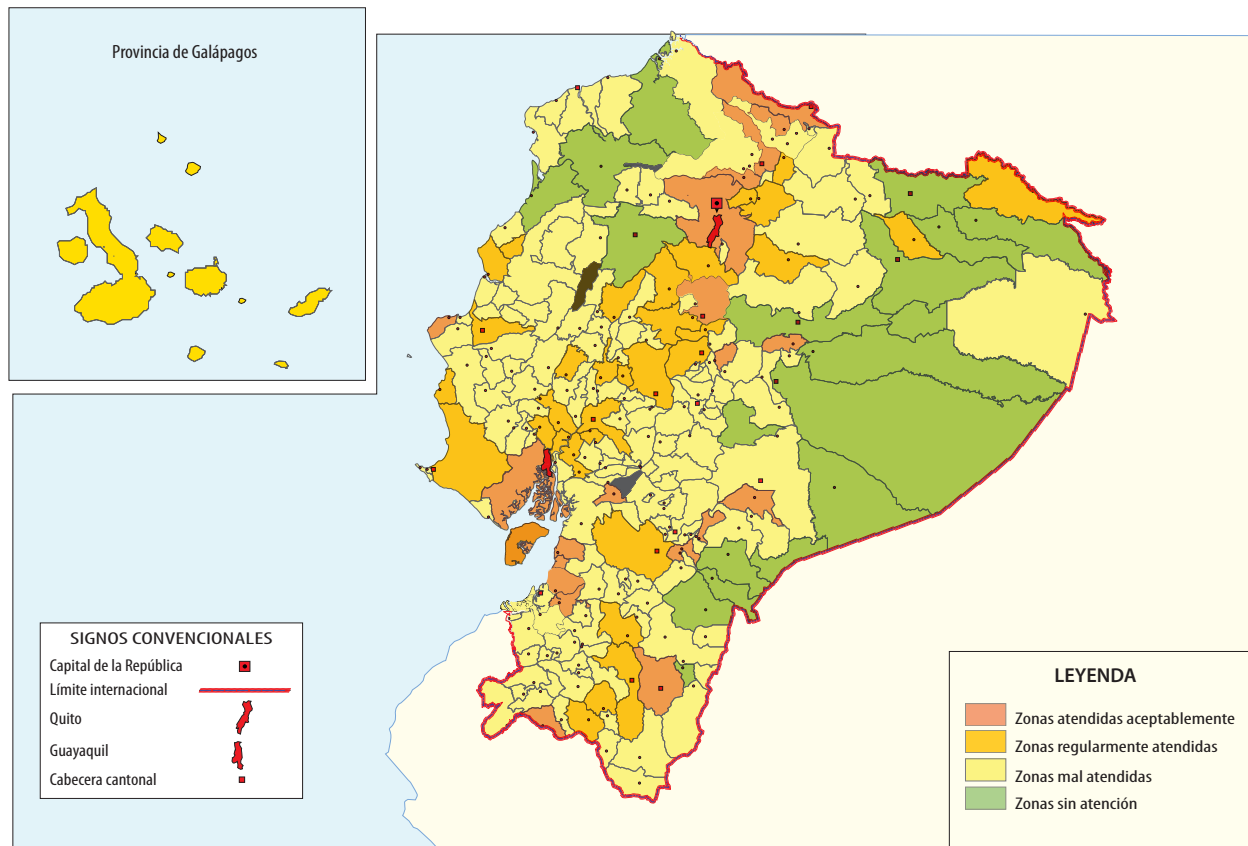 Provincia de Galápagos
SIGNOS CONVENCIONALES
Capital de la República
Límite internacional
Quito
Guayaquil
Cabecera cantonal
LEYENDA
Zonas atendidas aceptablemente
Zonas regularmente atendidas
Zonas mal atendidas
Zonas sin atención